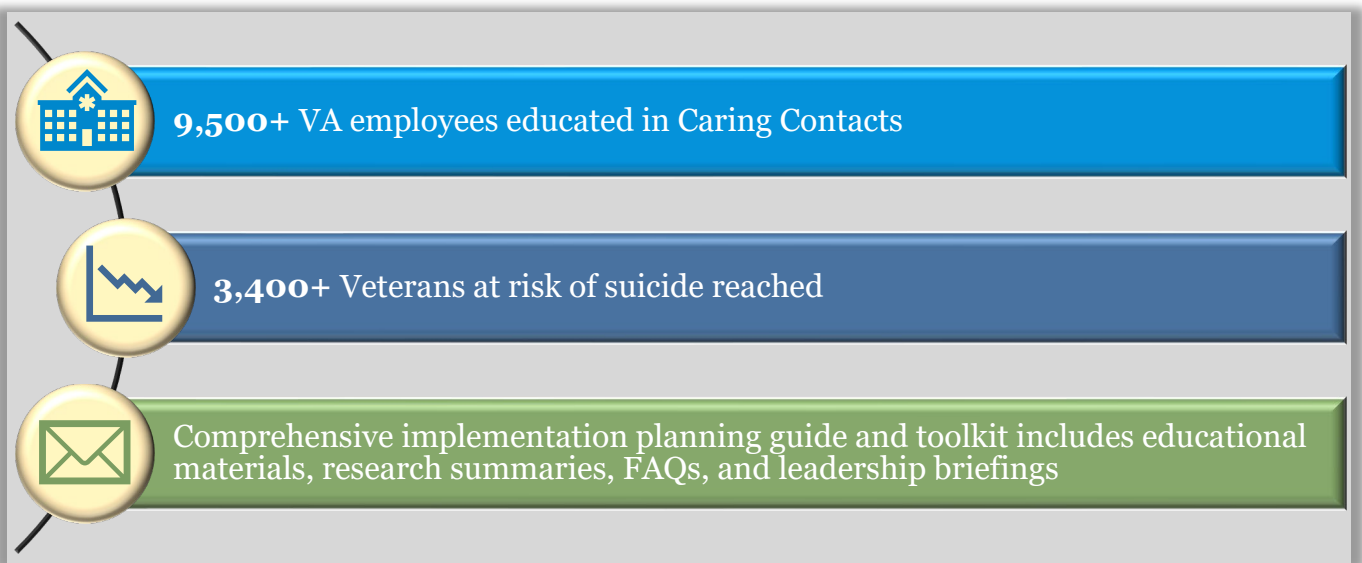 9,500+ VA employees educated in Caring Contacts
3,400+ Veterans at risk of suicide reached
Comprehensive implementation planning guide and toolkit includes educational
materials, research summaries, FAQs, and leadership briefings